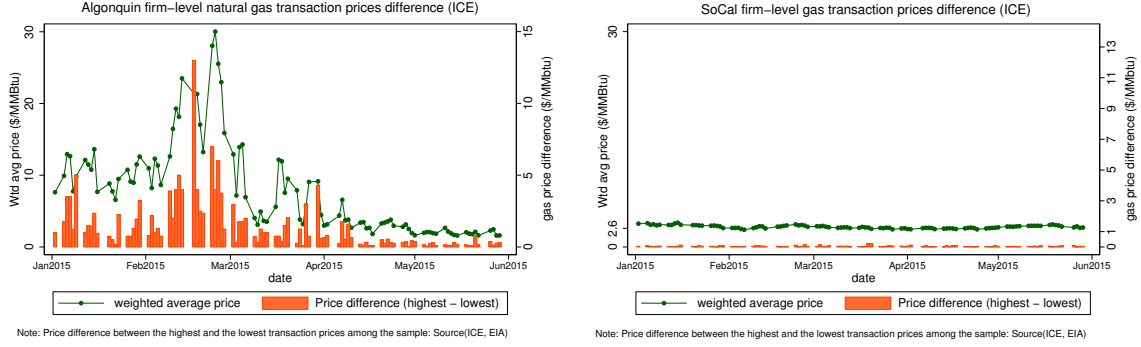 Algonquin firm−level natural gas transaction prices difference (ICE)
Wtd avg price ($/MMBtu)
30
20
10
0
15
10
5
0
gas price difference ($/MMbtu)
Jan2015 Feb2015 Mar2015 Apr2015 May2015 Jun2015
date
weighted average price Price difference (highest − lowest)
Note: Price difference between the highest and the lowest transaction prices among the sample: Source(ICE, EIA)
SoCal firm−level gas transaction prices difference (ICE)
Wtd avg price ($/MMBtu)
30
2.6
0
13
11
9
7
6
5
4
3
2
1
0
gas price difference ($/MMbtu)
Jan2015 Feb2015 Mar2015 Apr2015 May2015 Jun2015
date
weighted average price Price difference (highest − lowest)
Note: Price difference between the highest and the lowest transaction prices among the sample: Source(ICE, EIA)